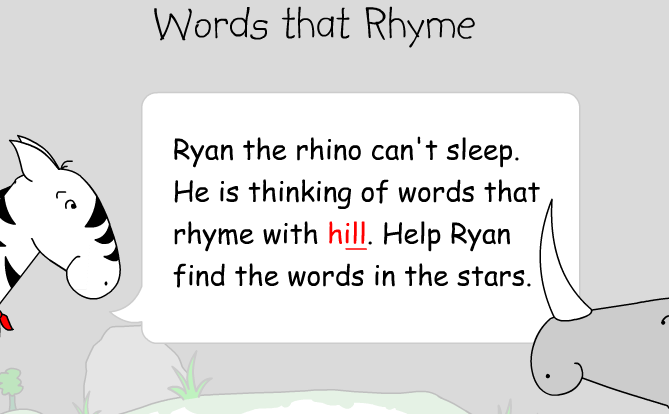 Words that Rhyme
Ryan the rhino can't sleep.
He is thinking of words that
rhyme with hill. Help Ryan
find the words in the stars.